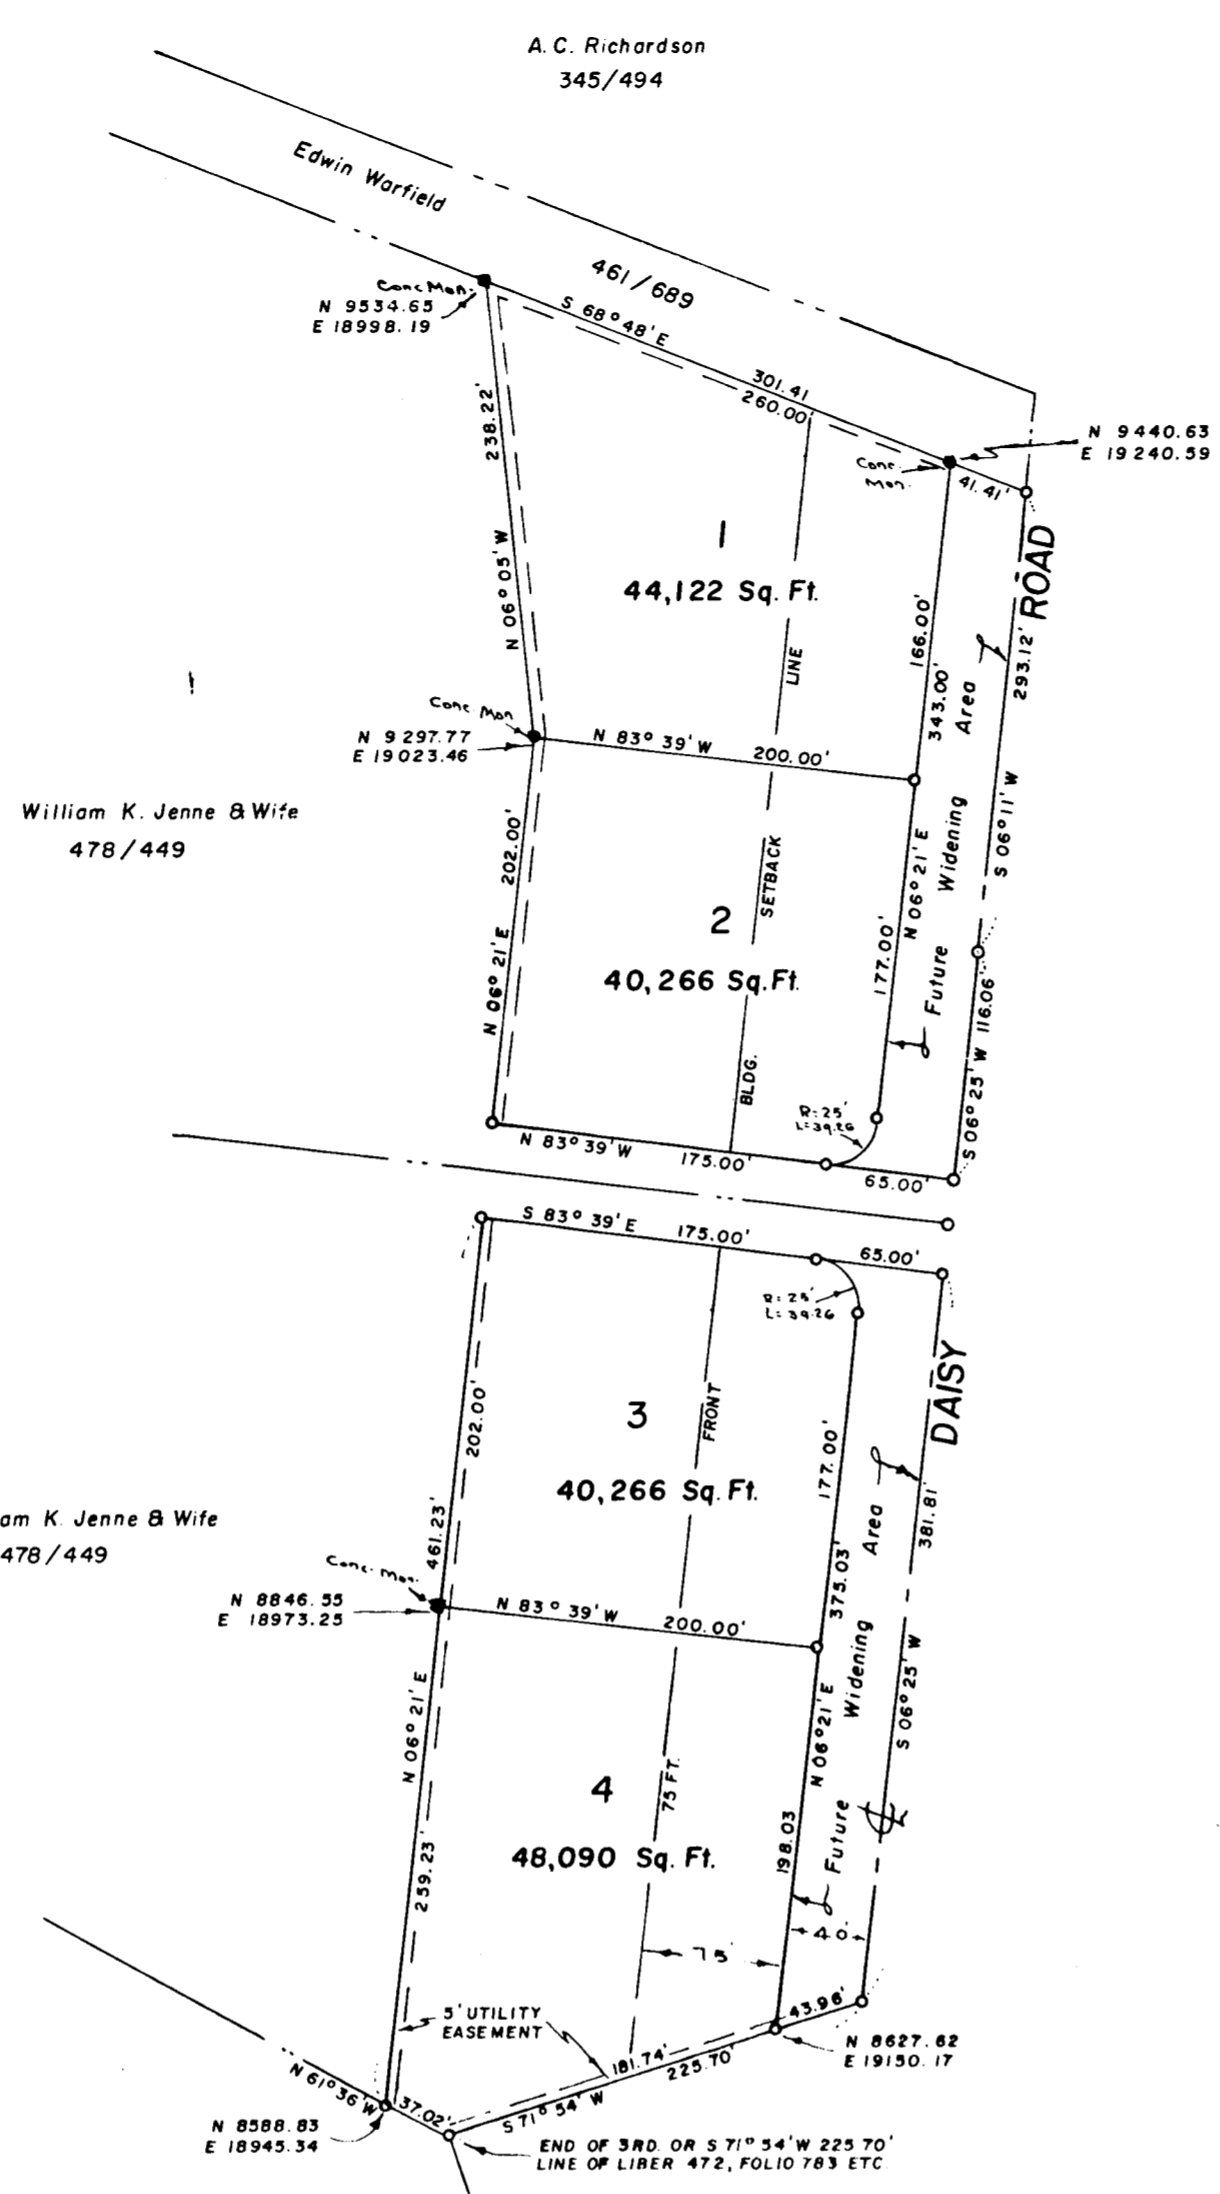 A. C. Richardson
345/494
Edwin Warfield
461/689
Conc Mon.
N 9534.65
E 18998.19
S 68° 48' E
301.41
260.00'
N 9440.63
E 19240.59
Conc.
Mon.
41.41'
238.22'
N 06° 05' W
1
44,122 Sq. Ft.
LINE
166.00'
343.00'
Area
293.12'
ROAD
Conc Mon
N 9297.77
E 19023.46
N 83° 39' W
200.00'
William K. Jenne & Wife
478/449
202.00'
N 06° 21' E
2
40,266 Sq. Ft.
SETBACK
BLDG.
177.00'
N 06° 21' E
Future
Widening
S 06° 11' W
S 06° 25' W 116.06'
R=25'
L=39.26
N 83° 39' W
175.00'
65.00'
S 83° 39' E
175.00'
65.00'
R=25'
L=39.26
202.00'
3
40,266 Sq. Ft.
FRONT
177.00'
DAISY
Area
381.81'
am K. Jenne & Wife
478/449
461.23'
Conc. Mon.
N 8846.55
E 18973.25
N 83° 39' W
200.00'
375.03'
Widening
S 06° 25' W
N 06° 21' E
259.23'
4
48,090 Sq. Ft.
75 FT.
N 06° 21' E
198.03
Future
40'
75'
5' UTILITY
EASEMENT
43.96'
N 8627.62
E 19150.17
181.74'
225.70'
S 71° 54' W
N 61° 36' W
37.02'
N 8588.83
E 18945.34
END OF 3RD. OR S 71° 54' W 225 70'
LINE OF LIBER 472, FOLIO 783 ETC.